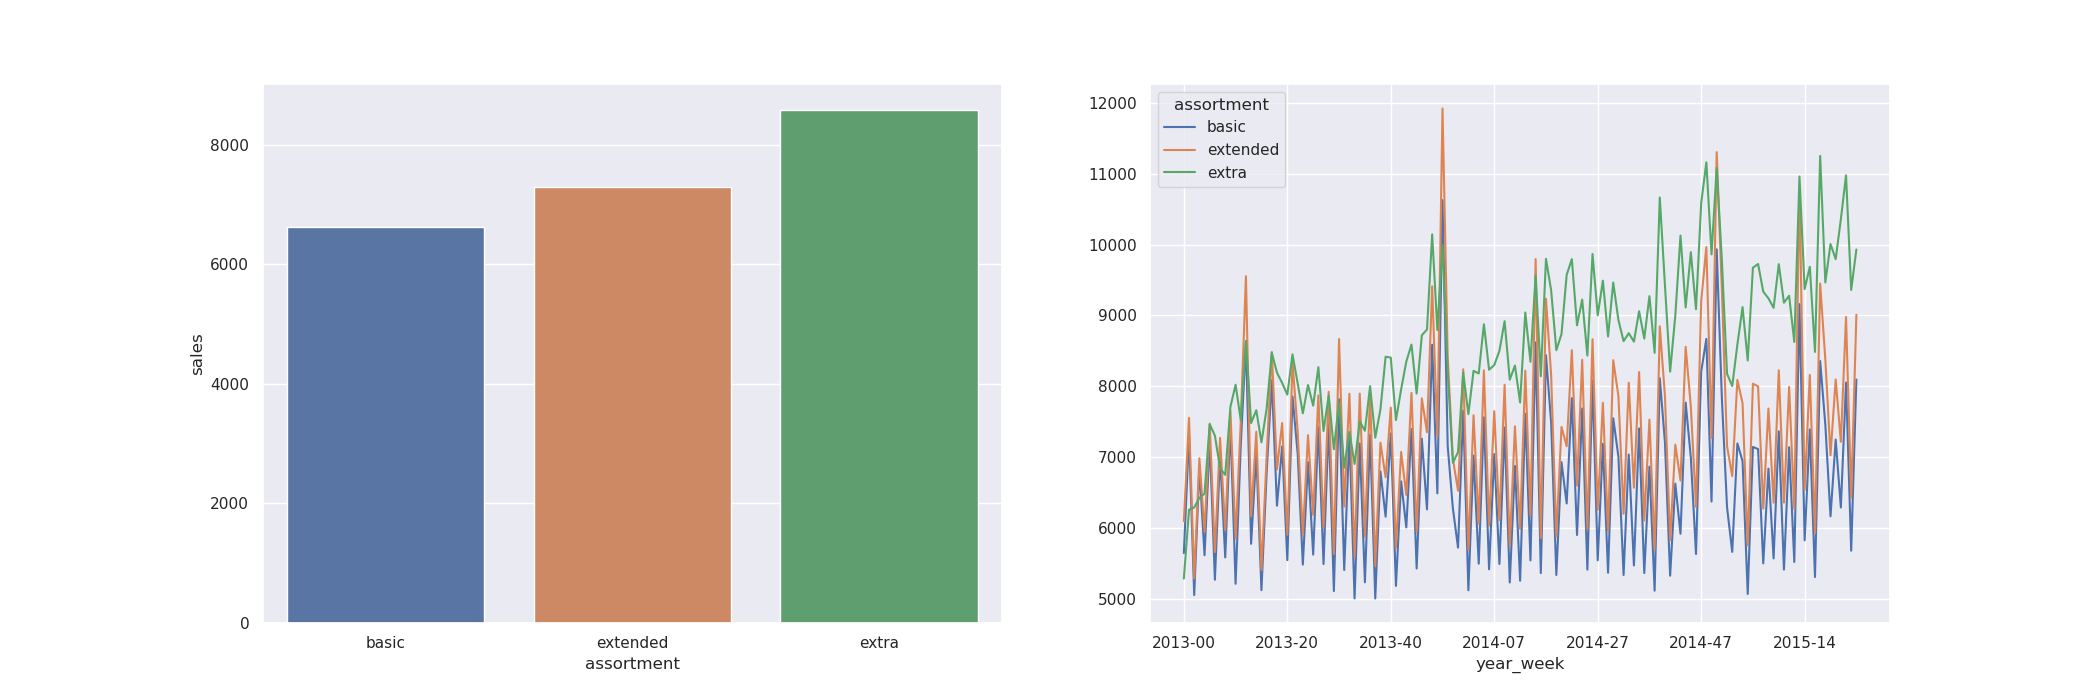 8000
6000
4000
2000
0
sales
basic
extended
extra
assortment
12000
11000
10000
9000
8000
7000
6000
5000
assortment
basic
extended
extra
2013-00
2013-20
2013-40
2014-07
2014-27
2014-47
2015-14
year_week